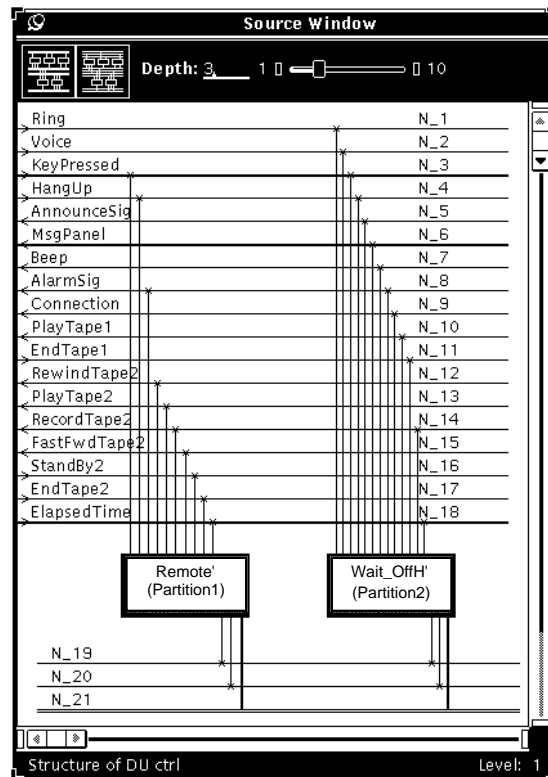 Source Window
Depth: 3 1 10
Ring N_1
Voice N_2
KeyPressed N_3
HangUp N_4
AnnounceSig N_5
MsgPanel N_6
Beep N_7
AlarmSig N_8
Connection N_9
PlayTape1 N_10
EndTape1 N_11
RewindTape2 N_12
PlayTape2 N_13
RecordTape2 N_14
FastFwdTape2 N_15
StandBy2 N_16
EndTape2 N_17
ElapsedTime N_18
Remote' Wait_OffH'
(Partition1) (Partition2)
N_19
N_20
N_21
Structure of DU ctrl Level: 1